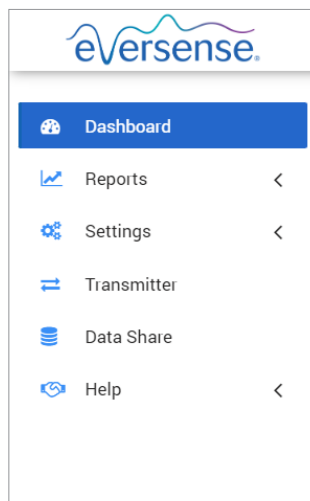 eversense.
Dashboard
Reports
Settings
Transmitter
Data Share
Help